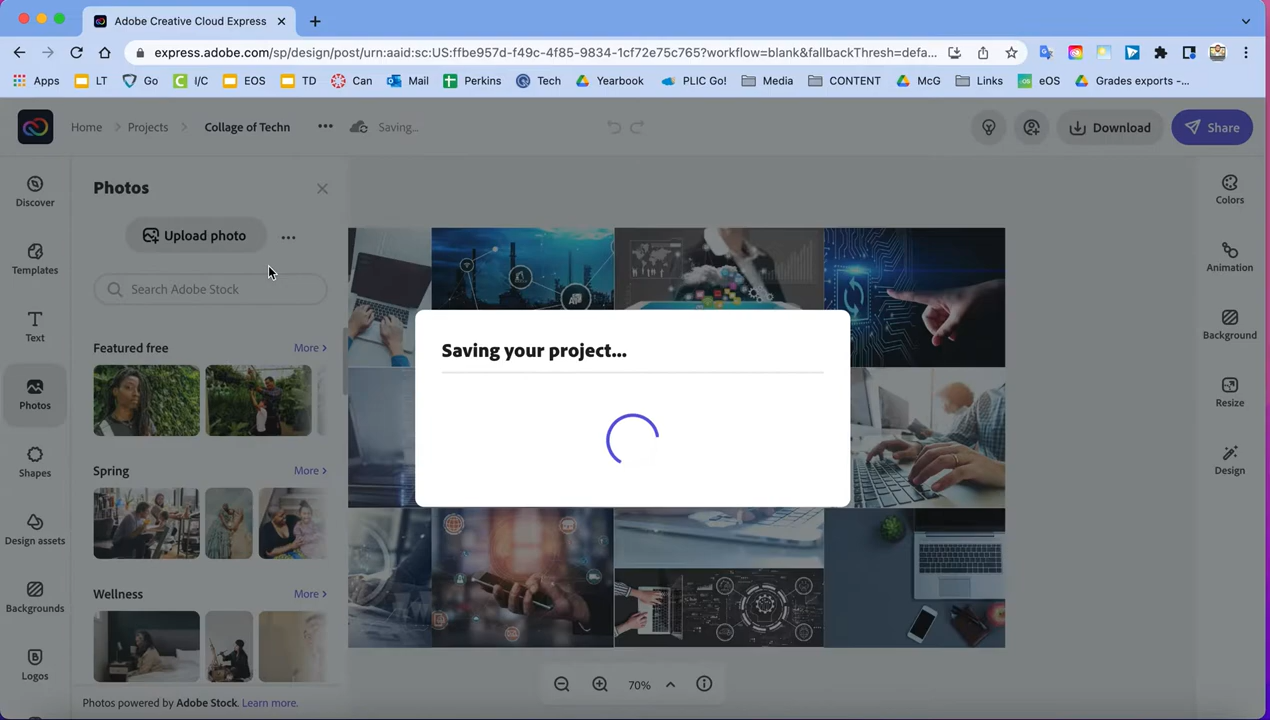 Adobe Creative Cloud Express
express.adobe.com/sp/design/post/urn:aaid:sc:US:ffbe957d-f49c-4f85-9834-1cf72e75c765?workflow=blank&fallbackThresh=defa...
Apps LT Go I/C EOS TD Can Mail Perkins Tech Yearbook PLIC Go! Media CONTENT McG Links eOS Grades exports -...
Home Projects Collage of Techn ... Saving... Download Share
Discover
Templates
Text
Photos
Shapes
Design assets
Backgrounds
Logos
Photos
Upload photo
Search Adobe Stock
Featured free More
Spring More
Wellness More
Photos powered by Adobe Stock. Learn more.
Saving your project...
70%
Colors
Animation
Background
Resize
Design